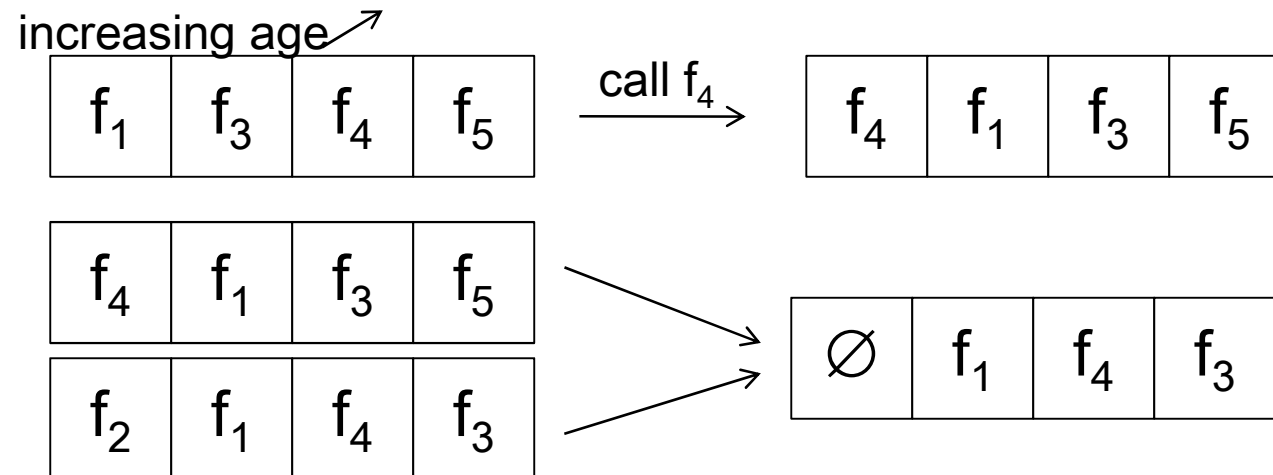 increasing age
f₁ f₃ f₄ f₅ call f₄ f₄ f₁ f₃ f₅
f₄ f₁ f₃ f₅
∅ f₁ f₄ f₃
f₂ f₁ f₄ f₃